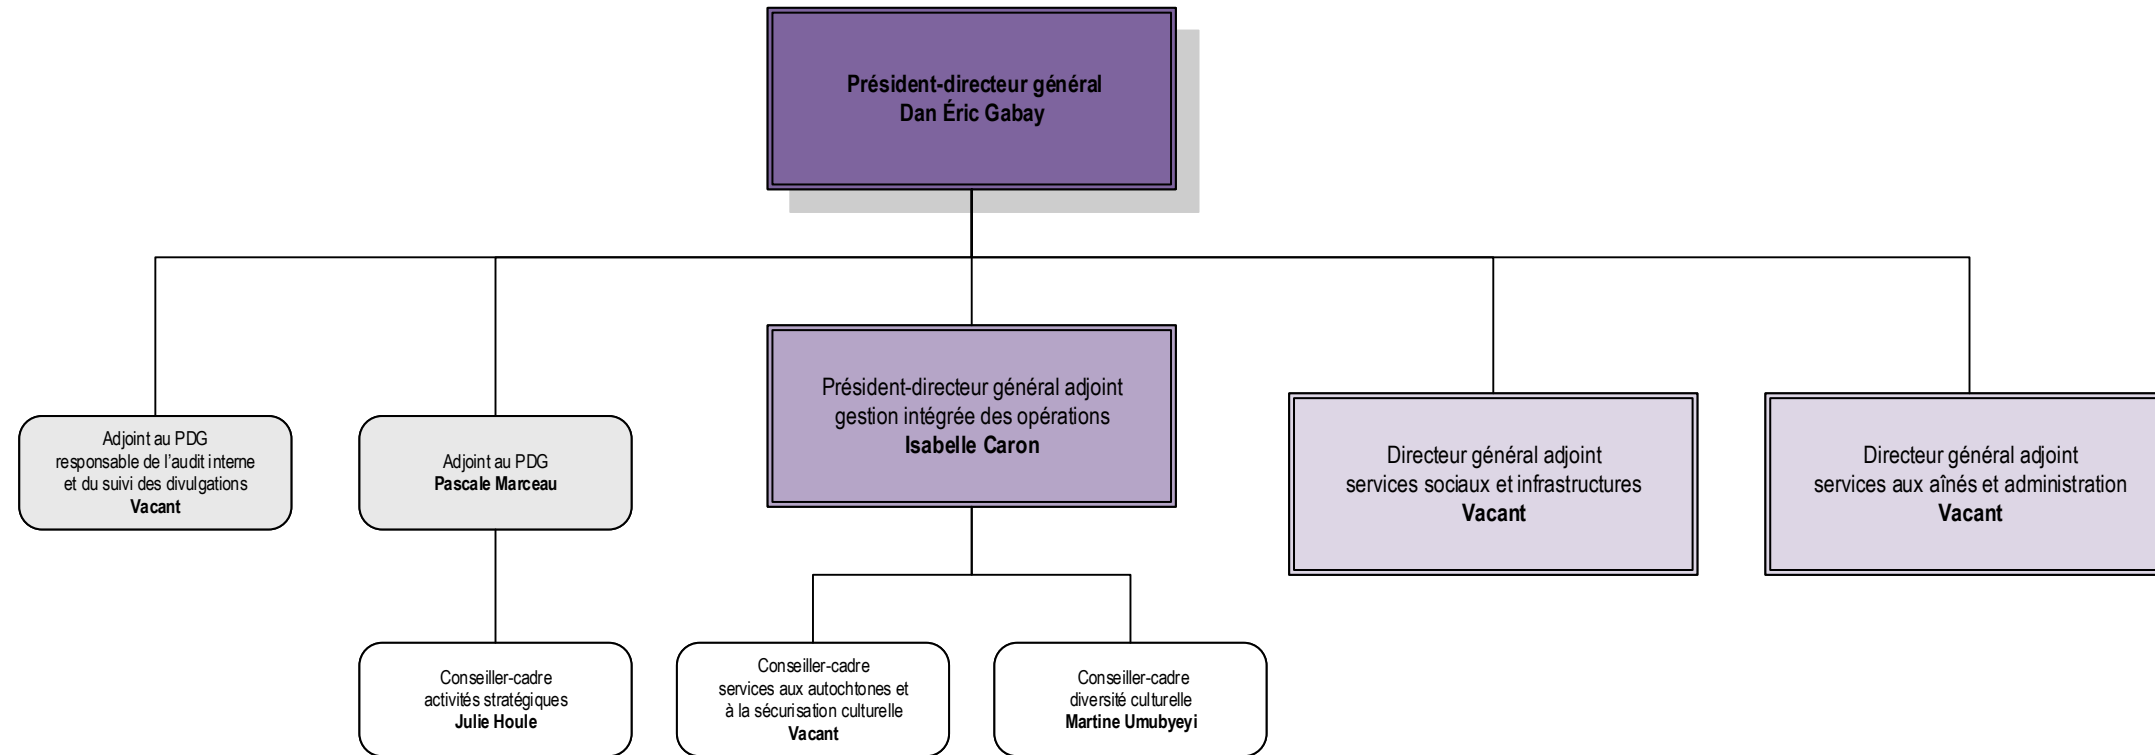 Président-directeur général
Dan Éric Gabay
Adjoint au PDG
responsable de l'audit interne
et du suivi des divulgations
Vacant
Adjoint au PDG
Pascale Marceau
Président-directeur général adjoint
gestion intégrée des opérations
Isabelle Caron
Directeur général adjoint
services sociaux et infrastructures
Vacant
Directeur général adjoint
services aux aînés et administration
Vacant
Conseiller-cadre
activités stratégiques
Julie Houle
Conseiller-cadre
services aux autochtones et
à la sécurisation culturelle
Vacant
Conseiller-cadre
diversité culturelle
Martine Umubyeyi